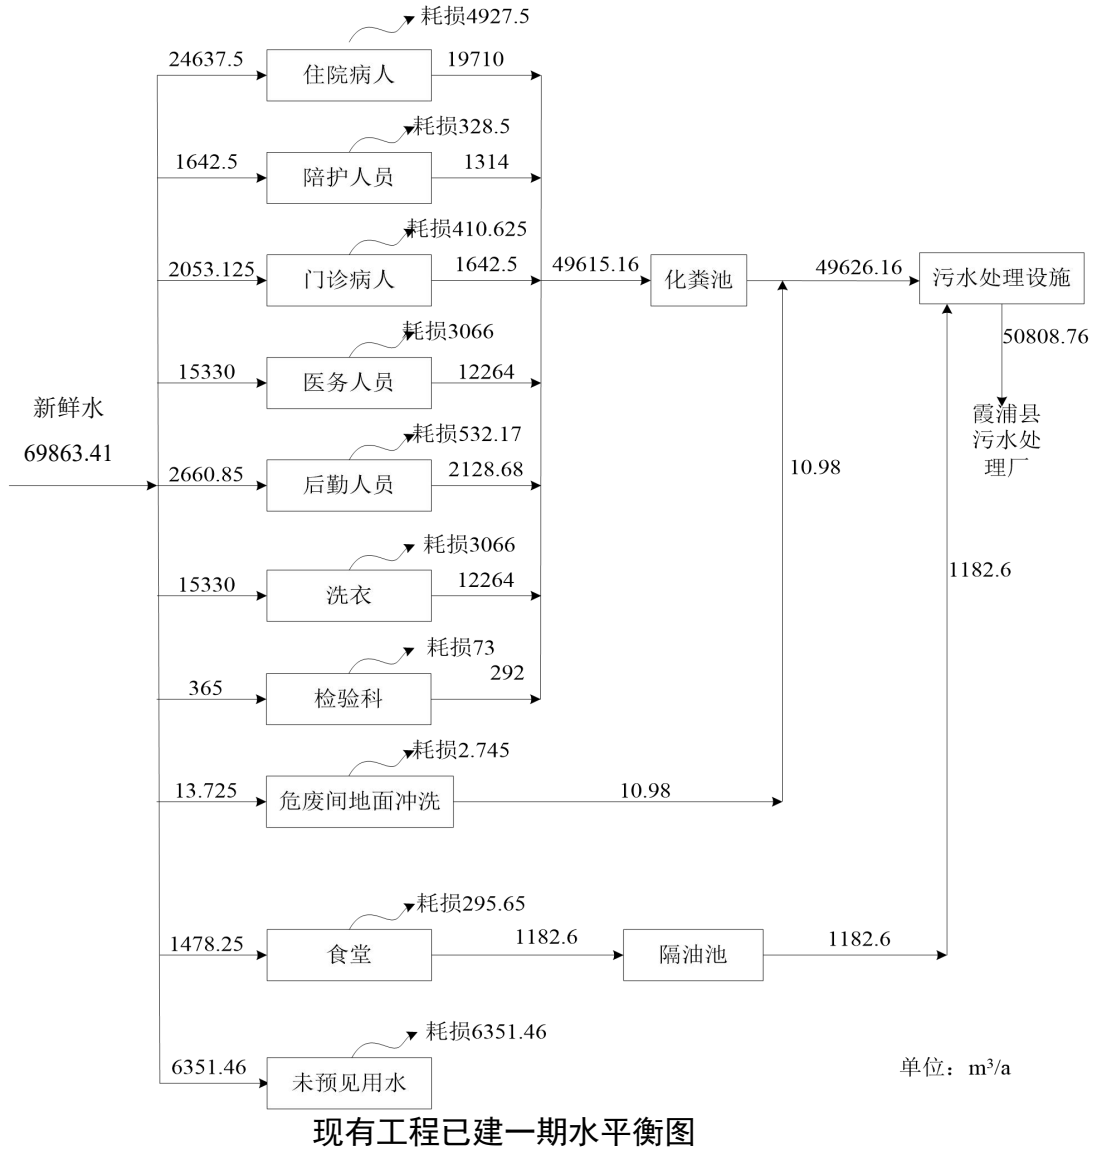 耗损4927.5
24637.5
住院病人
19710
耗损328.5
1642.5
陪护人员
1314
耗损410.625
2053.125
门诊病人
1642.5
49615.16
化粪池
49626.16
污水处理设施
耗损3066
15330
医务人员
12264
50808.76
霞浦县
污水处
理厂
新鲜水
69863.41
耗损532.17
2660.85
后勤人员
2128.68
10.98
耗损3066
15330
洗衣
12264
1182.6
耗损73
365
检验科
292
耗损2.745
13.725
危废间地面冲洗
10.98
耗损295.65
1478.25
食堂
1182.6
隔油池
1182.6
耗损6351.46
6351.46
未预见用水
单位：m³/a
现有工程已建一期水平衡图